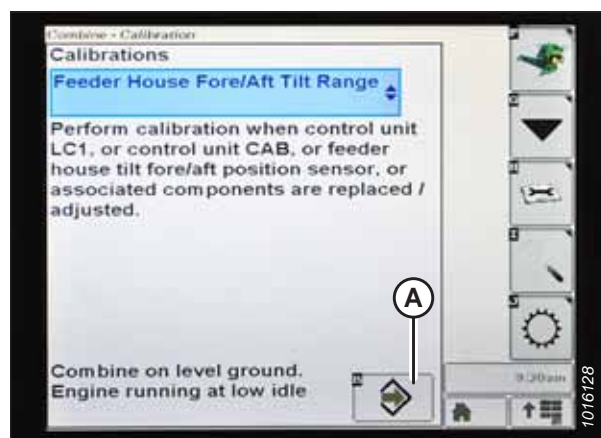 Combine - Calibration
Calibrations
Feeder House Fore/Aft Tilt Range
Perform calibration when control unit
LC1, or control unit CAB, or feeder
house tilt fore/aft position sensor, or
associated components are replaced /
adjusted.
A
Combine on level ground.
Engine running at low idle
9:20am
1016128